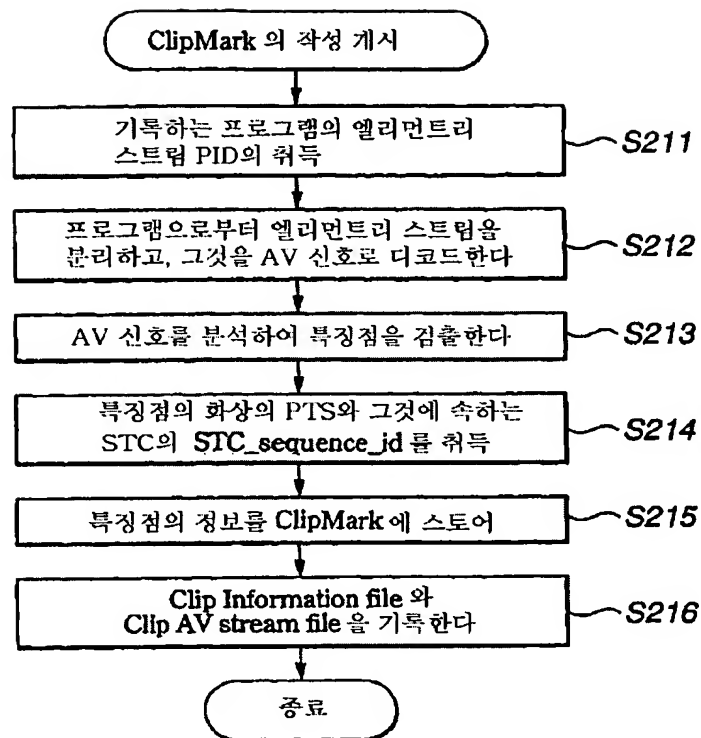 ClipMark 의 작성 개시
기록하는 프로그램의 엘리먼트리
스트림 PID의 취득
S211
프로그램으로부터 엘리먼트리 스트림을
분리하고, 그것을 AV 신호로 디코드한다
S212
AV 신호를 분석하여 특징점을 검출한다
S213
특징점의 화상의 PTS와 그것에 속하는
STC의 STC_sequence_id 를 취득
S214
특징점의 정보를 ClipMark 에 스토어
S215
Clip Information file 와
Clip AV stream file 을 기록한다
S216
종료